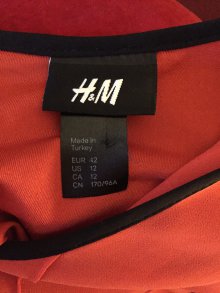 H&M
Made in
Turkey
EUR 42
US 12
CA 12
CN 170/96A